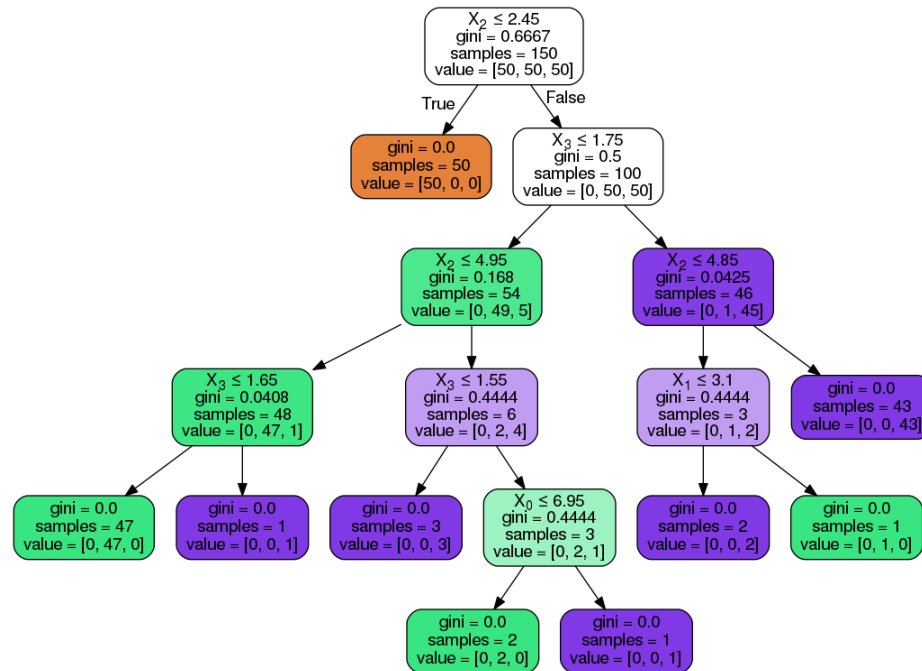 X₂ ≤ 2.45
gini = 0.6667
samples = 150
value = [50, 50, 50]
True
False
gini = 0.0
samples = 50
value = [50, 0, 0]
X₃ ≤ 1.75
gini = 0.5
samples = 100
value = [0, 50, 50]
X₂ ≤ 4.95
gini = 0.168
samples = 54
value = [0, 49, 5]
X₂ ≤ 4.85
gini = 0.0425
samples = 46
value = [0, 1, 45]
X₃ ≤ 1.65
gini = 0.0408
samples = 48
value = [0, 47, 1]
X₃ ≤ 1.55
gini = 0.4444
samples = 6
value = [0, 2, 4]
X₁ ≤ 3.1
gini = 0.4444
samples = 3
value = [0, 1, 2]
gini = 0.0
samples = 43
value = [0, 0, 43]
gini = 0.0
samples = 47
value = [0, 47, 0]
gini = 0.0
samples = 1
value = [0, 0, 1]
gini = 0.0
samples = 3
value = [0, 0, 3]
X₀ ≤ 6.95
gini = 0.4444
samples = 3
value = [0, 2, 1]
gini = 0.0
samples = 2
value = [0, 0, 2]
gini = 0.0
samples = 1
value = [0, 1, 0]
gini = 0.0
samples = 2
value = [0, 2, 0]
gini = 0.0
samples = 1
value = [0, 0, 1]